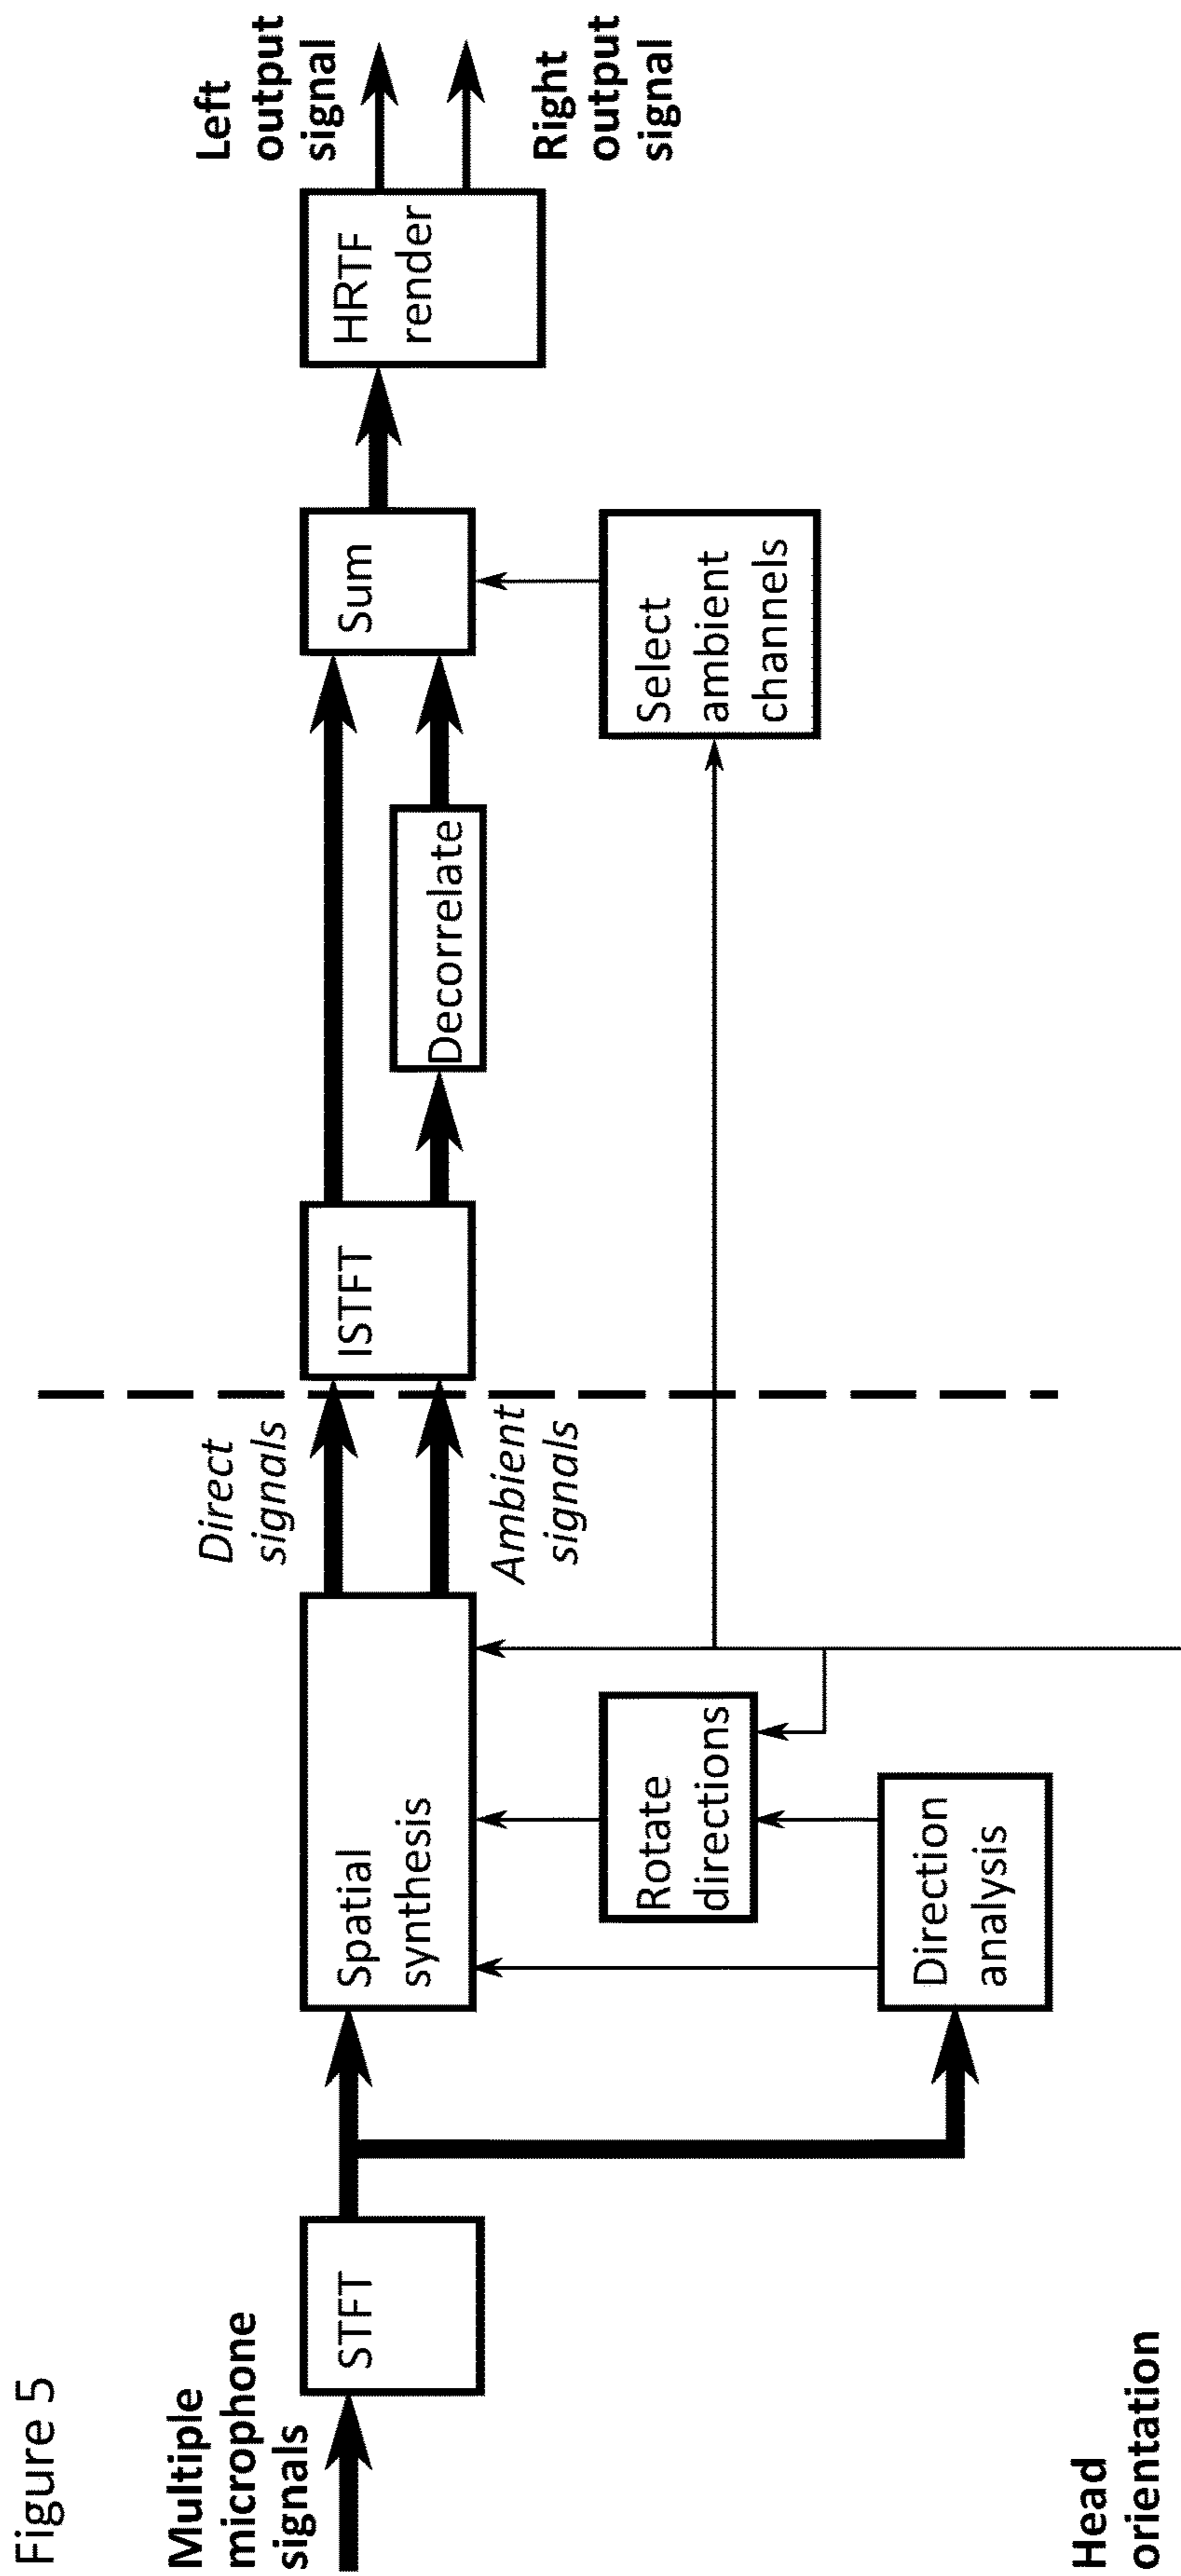 Figure 5
Multiple
microphone
signals
STFT
Spatial
synthesis
Direct
signals
Ambient
signals
ISTFT
Decorrelate
Sum
HRTF
render
Left
output
signal
Right
output
signal
Rotate
directions
Direction
analysis
Select
ambient
channels
Head
orientation